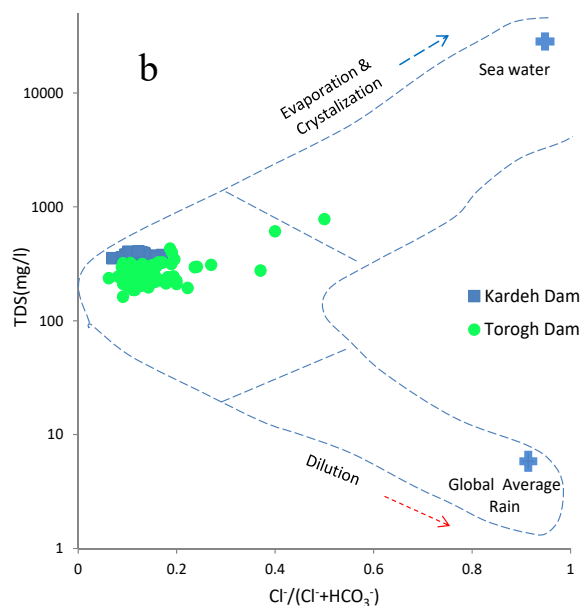 b
Evaporation &
Crystalization
Sea water
10000
1000
100
10
1
TDS(mg/l)
Kardeh Dam
Torogh Dam
Dilution
Global Average
Rain
0
0.2
0.4
0.6
0.8
1
Cl⁻/(Cl⁻+HCO₃⁻)